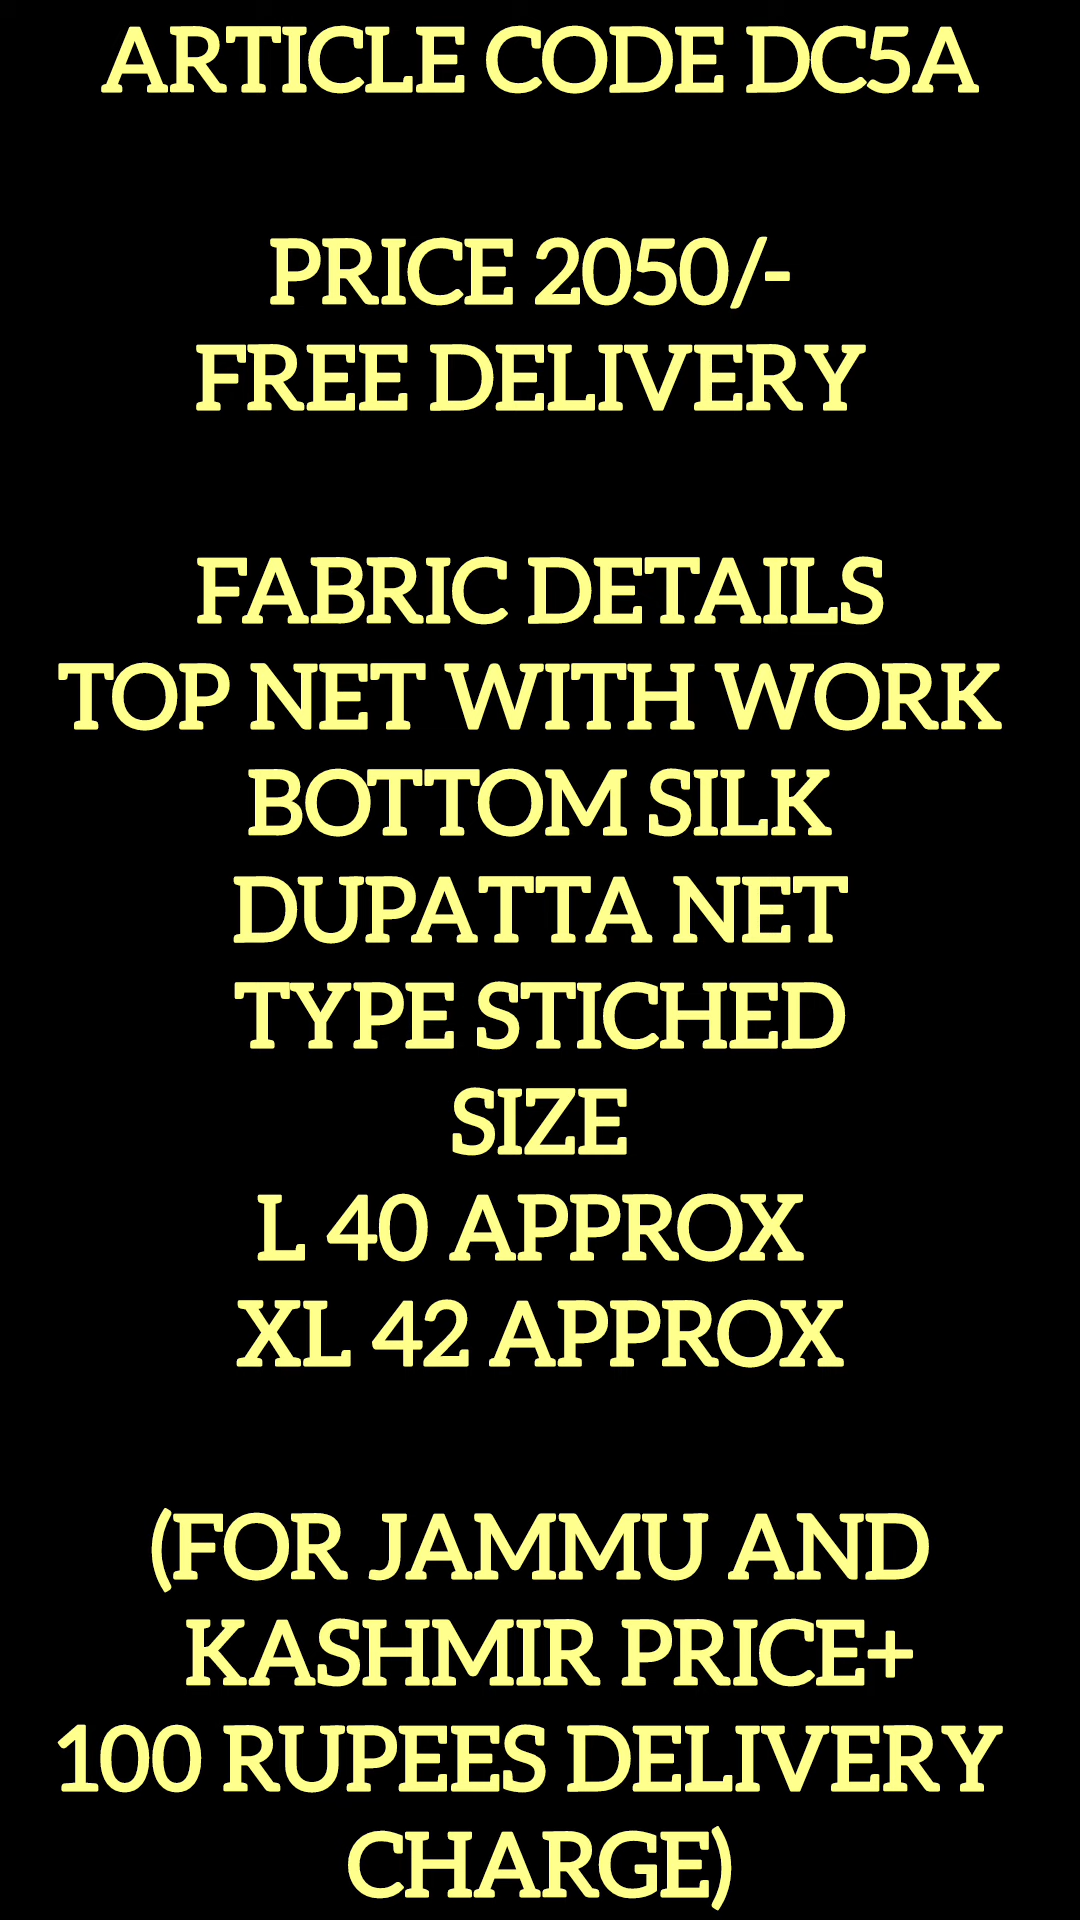 ARTICLE CODE DC5A
PRICE 2050/-
FREE DELIVERY
FABRIC DETAILS
TOP NET WITH WORK
BOTTOM SILK
DUPATTA NET
TYPE STICHED
SIZE
L 40 APPROX
XL 42 APPROX
(FOR JAMMU AND
KASHMIR PRICE+
100 RUPEES DELIVERY
CHARGE)